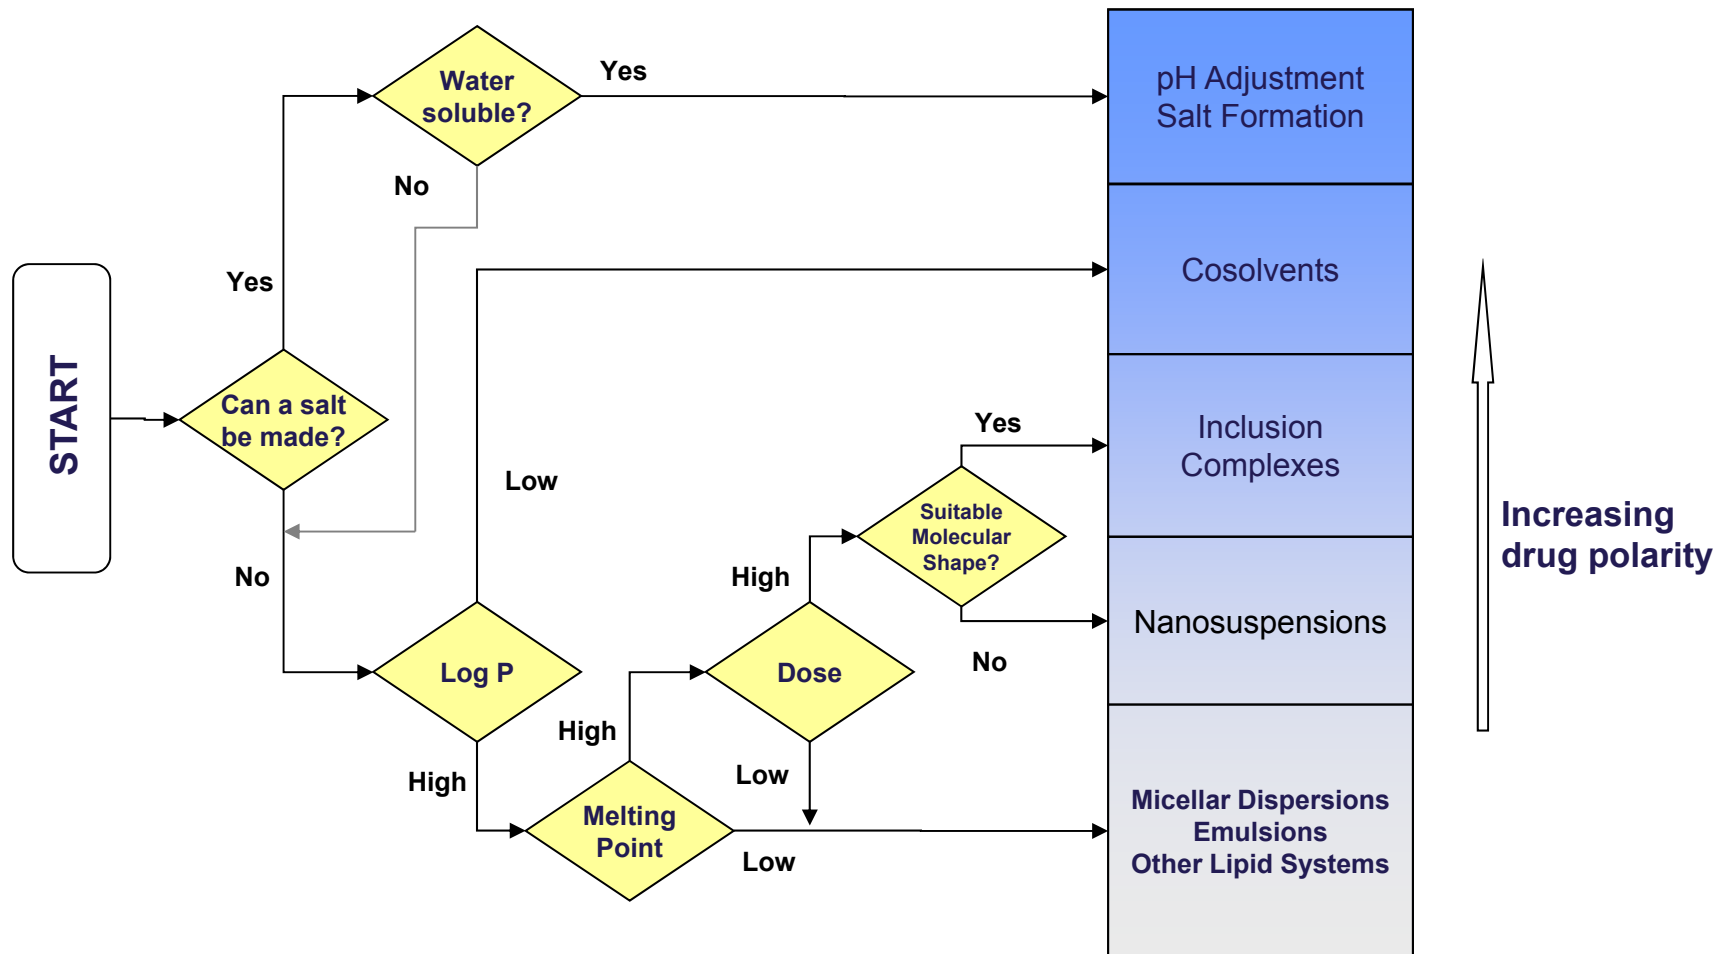 START
Can a salt
be made?
Yes
No
Water
soluble?
Yes
No
Log P
Low
High
Melting
Point
High
Low
Dose
High
Low
Suitable
Molecular
Shape?
Yes
No
pH Adjustment
Salt Formation
Cosolvents
Inclusion
Complexes
Nanosuspensions
Micellar Dispersions
Emulsions
Other Lipid Systems
Increasing
drug polarity